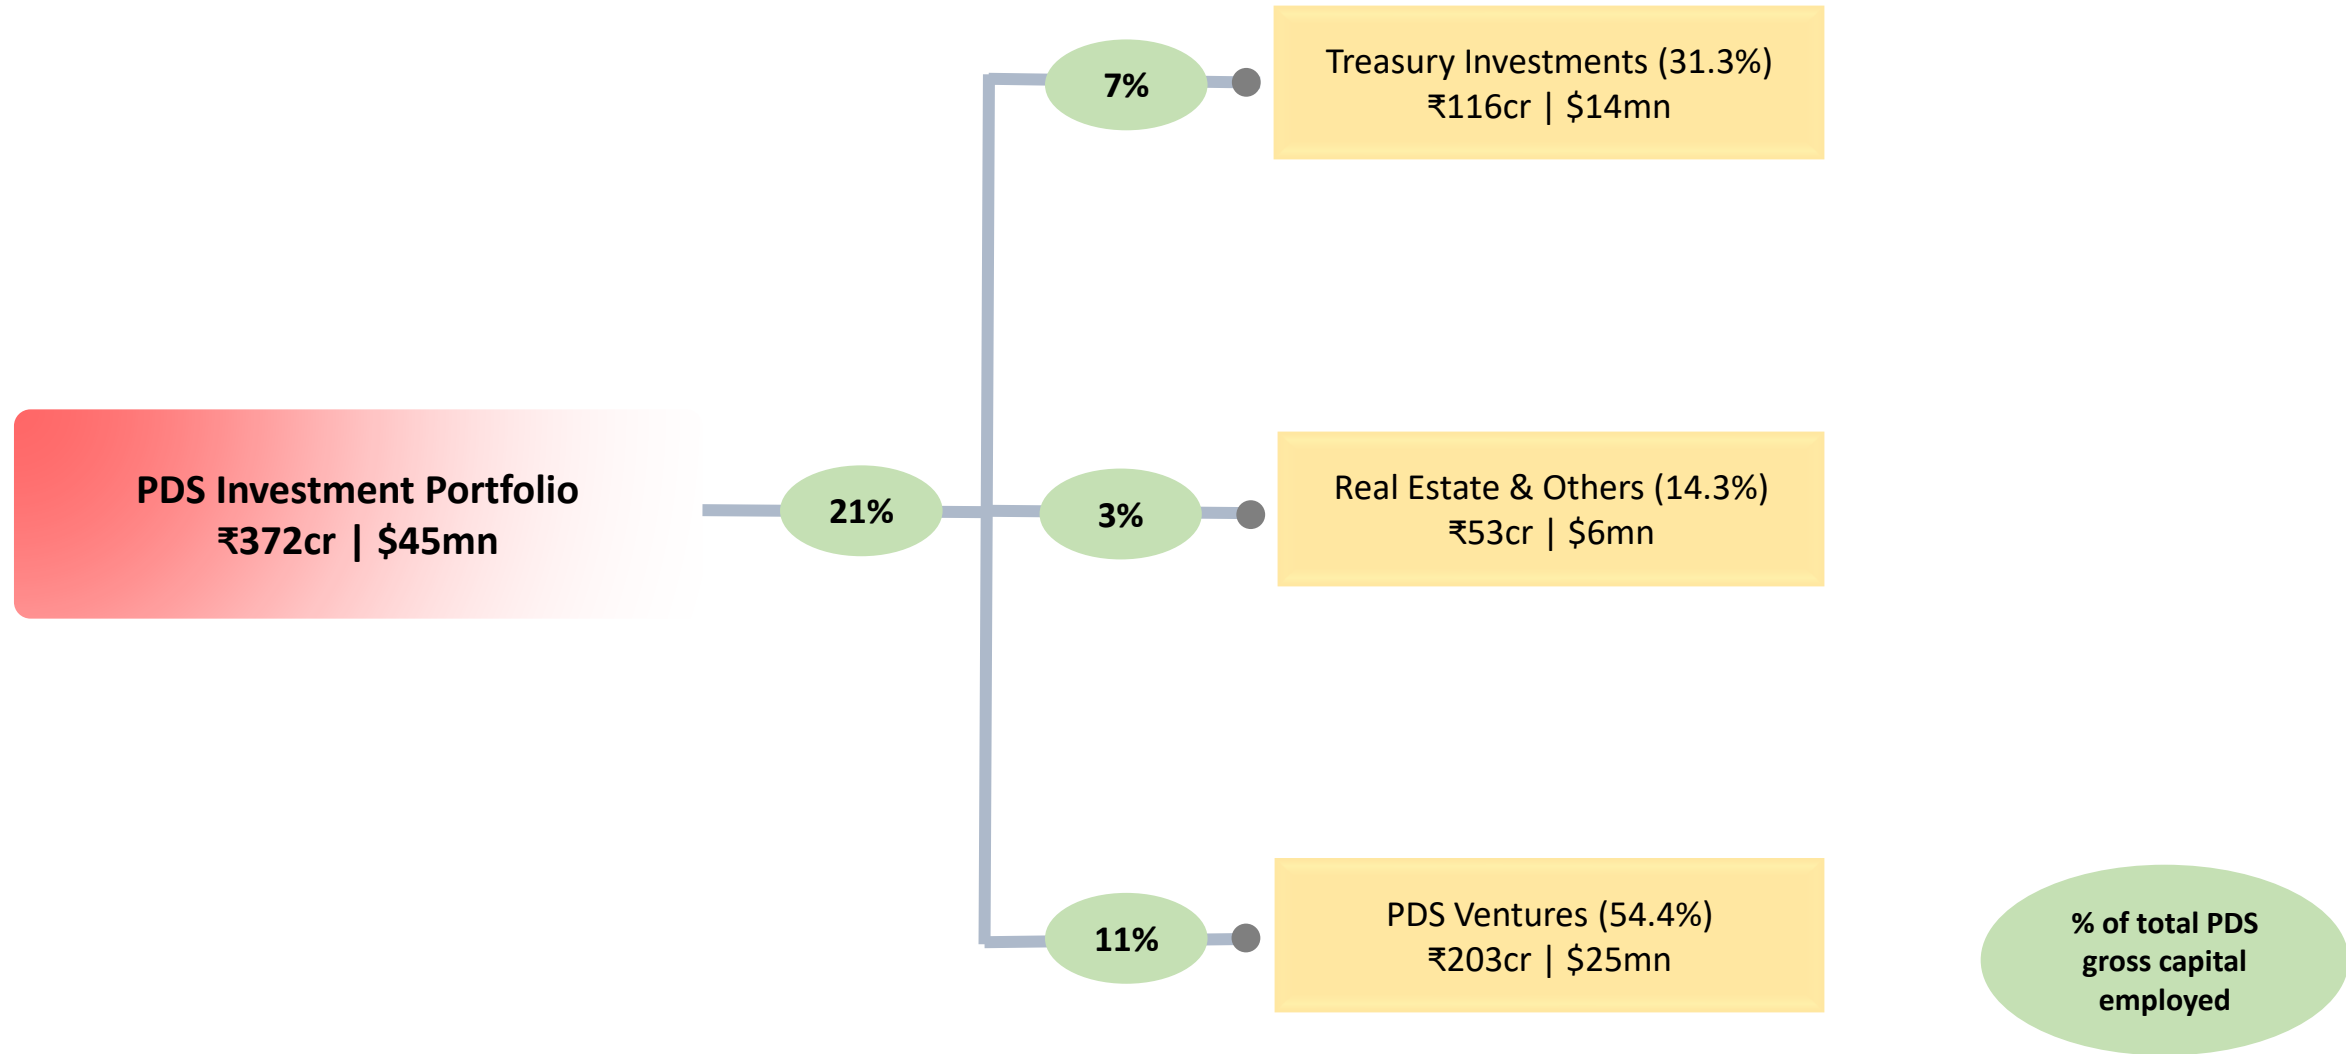 PDS Investment Portfolio
₹372cr | $45mn
21%
7%
Treasury Investments (31.3%)
₹116cr | $14mn
3%
Real Estate & Others (14.3%)
₹53cr | $6mn
11%
PDS Ventures (54.4%)
₹203cr | $25mn
% of total PDS
gross capital
employed